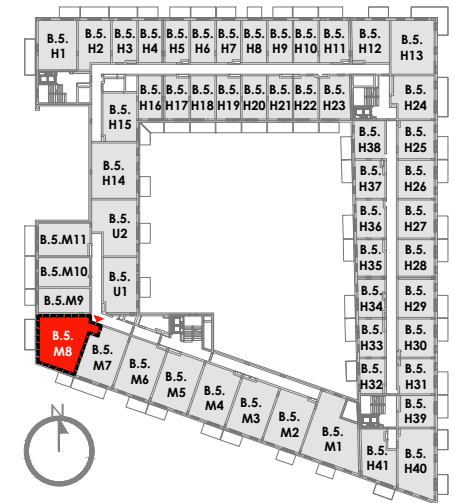 B.5.
H1
B.5.
H2
B.5.
H3
B.5.
H4
B.5.
H5
B.5.
H6
B.5.
H7
B.5.
H8
B.5.
H9
B.5.
H10
B.5.
H11
B.5.
H12
B.5.
H13
B.5.
H16
B.5.
H17
B.5.
H18
B.5.
H19
B.5.
H20
B.5.
H21
B.5.
H22
B.5.
H23
B.5.
H24
B.5.
H15
B.5.
H38
B.5.
H25
B.5.
H14
B.5.
H37
B.5.
H26
B.5.
U2
B.5.
H36
B.5.
H27
B.5.M11
B.5.
H35
B.5.
H28
B.5.M10
B.5.
U1
B.5.
H34
B.5.
H29
B.5.M9
B.5.
H33
B.5.
H30
B.5.
M8
B.5.
M7
B.5.
M6
B.5.
M5
B.5.
M4
B.5.
M3
B.5.
M2
B.5.
M1
B.5.
H32
B.5.
H31
B.5.
H39
B.5.
H41
B.5.
H40
N